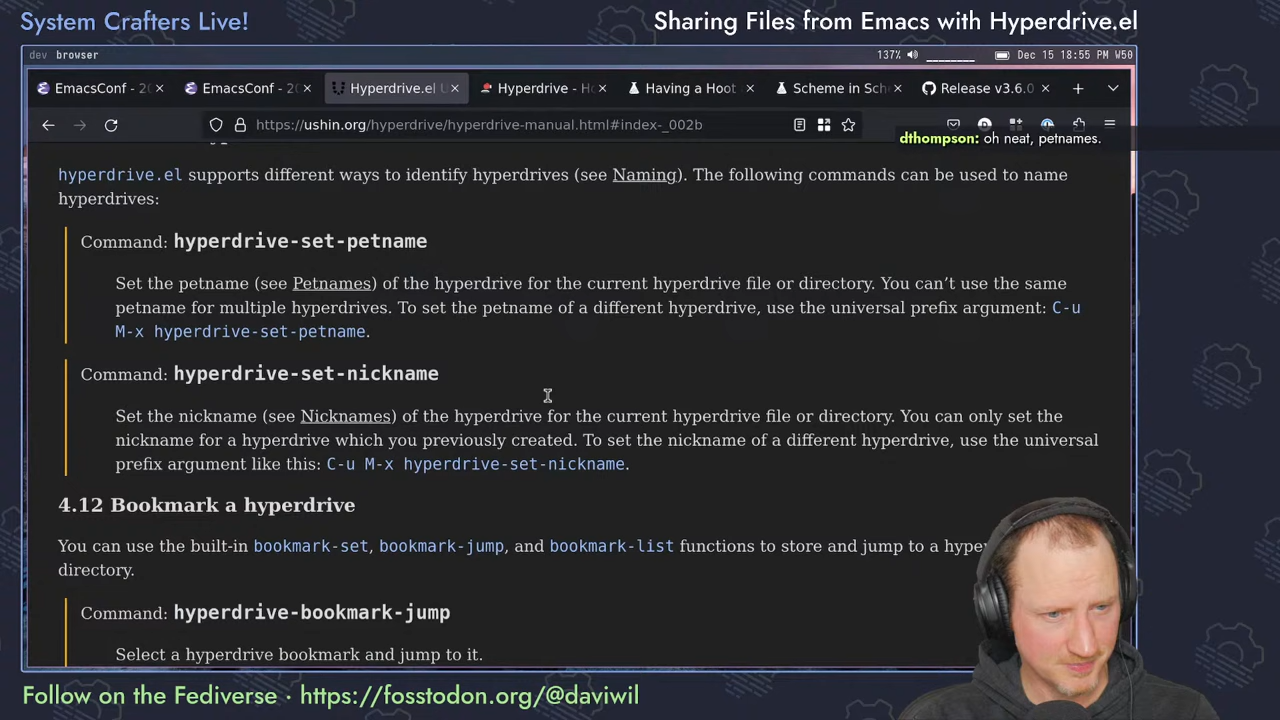 System Crafters Live!
Sharing Files from Emacs with Hyperdrive.el
dev browser
137% Dec 15 18:55 PM W50
EmacsConf - 20
EmacsConf - 20
Hyperdrive.el U
Hyperdrive - Ho
Having a Hoot
Scheme in Sch
Release v3.6.0
https://ushin.org/hyperdrive/hyperdrive-manual.html#index-_002b
dthompson: oh neat, petnames.
hyperdrive.el supports different ways to identify hyperdrives (see Naming). The following commands can be used to name
hyperdrives:
Command: hyperdrive-set-petname
Set the petname (see Petnames) of the hyperdrive for the current hyperdrive file or directory. You can’t use the same
petname for multiple hyperdrives. To set the petname of a different hyperdrive, use the universal prefix argument: C-u
M-x hyperdrive-set-petname.
Command: hyperdrive-set-nickname
Set the nickname (see Nicknames) of the hyperdrive for the current hyperdrive file or directory. You can only set the
nickname for a hyperdrive which you previously created. To set the nickname of a different hyperdrive, use the universal
prefix argument like this: C-u M-x hyperdrive-set-nickname.
4.12 Bookmark a hyperdrive
You can use the built-in bookmark-set, bookmark-jump, and bookmark-list functions to store and jump to a hyper
directory.
Command: hyperdrive-bookmark-jump
Select a hyperdrive bookmark and jump to it.
Follow on the Fediverse · https://fosstodon.org/@daviwil